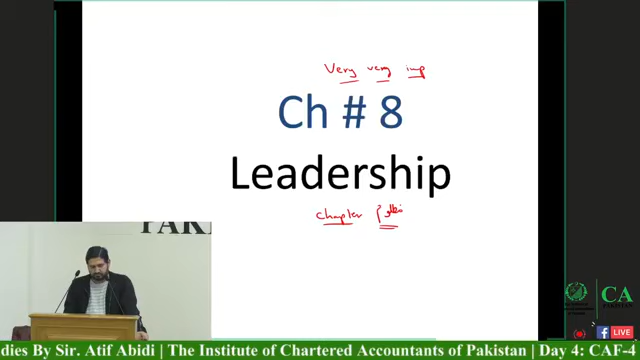 Very very imp
Ch # 8
Leadership
chapter
PAK
CA
PAKISTAN
LIVE
dies By Sir. Atif Abidi | The Institute of Chartered Accountants of Pakistan | Day 4: CAF-4